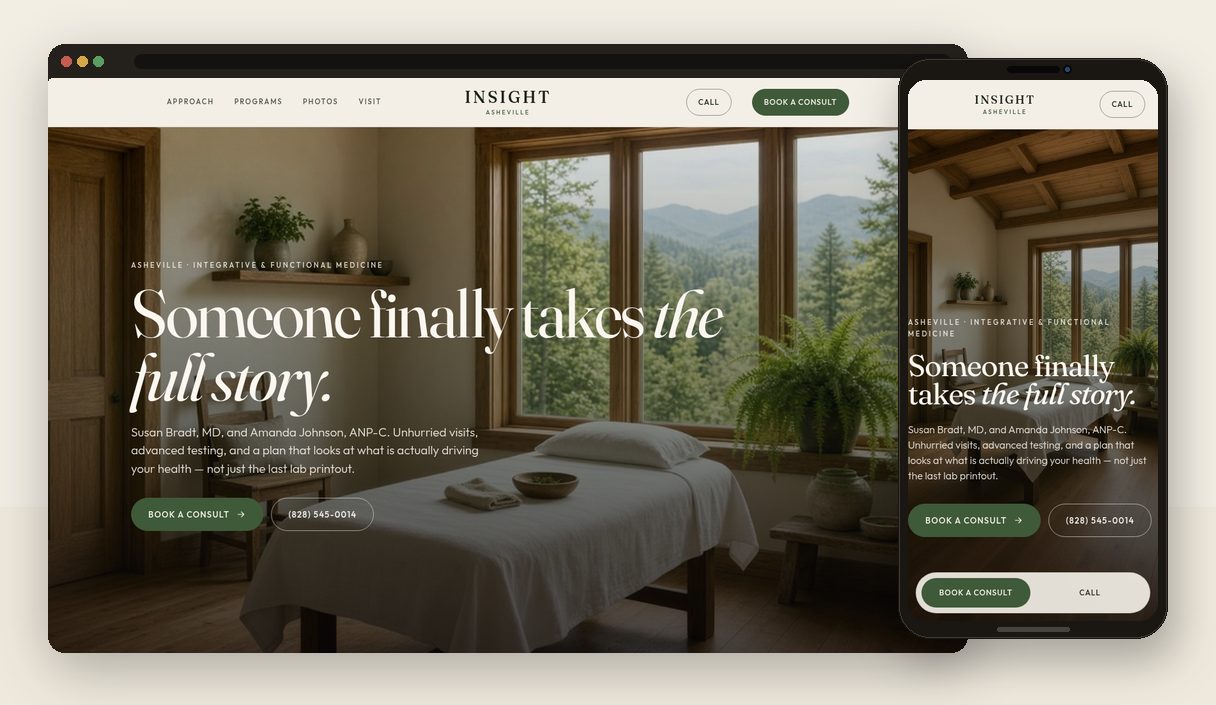 APPROACH PROGRAMS PHOTOS VISIT
INSIGHT
ASHEVILLE
CALL
BOOK A CONSULT
ASHEVILLE · INTEGRATIVE & FUNCTIONAL MEDICINE
Someone finally takes the
full story.
Susan Bradt, MD, and Amanda Johnson, ANP-C. Unhurried visits,
advanced testing, and a plan that looks at what is actually driving
your health — not just the last lab printout.
BOOK A CONSULT →
(828) 545-0014
INSIGHT
ASHEVILLE
CALL
ASHEVILLE · INTEGRATIVE & FUNCTIONAL
MEDICINE
Someone finally
takes the full story.
Susan Bradt, MD, and Amanda Johnson, ANP-C.
Unhurried visits, advanced testing, and a plan that
looks at what is actually driving your health — not just
the last lab printout.
BOOK A CONSULT →
(828) 545-0014
BOOK A CONSULT
CALL